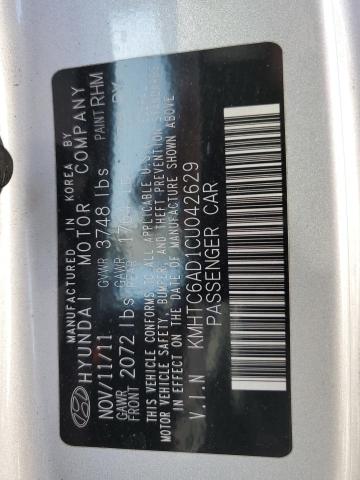 MANUFACTURED IN KOREA BY
HYUNDAI MOTOR COMPANY
NOV/11/11 GVWR 3748 lbs PAINT RHM
GAWR FRONT 2072 lbs GAWR REAR
THIS VEHICLE CONFORMS TO ALL APPLICABLE U.S.
MOTOR VEHICLE SAFETY, BUMPER, AND THEFT PREVENTION STANDARDS
IN EFFECT ON THE DATE OF MANUFACTURE SHOWN ABOVE
V.I.N KMHTC6AD1CU042629
PASSENGER CAR